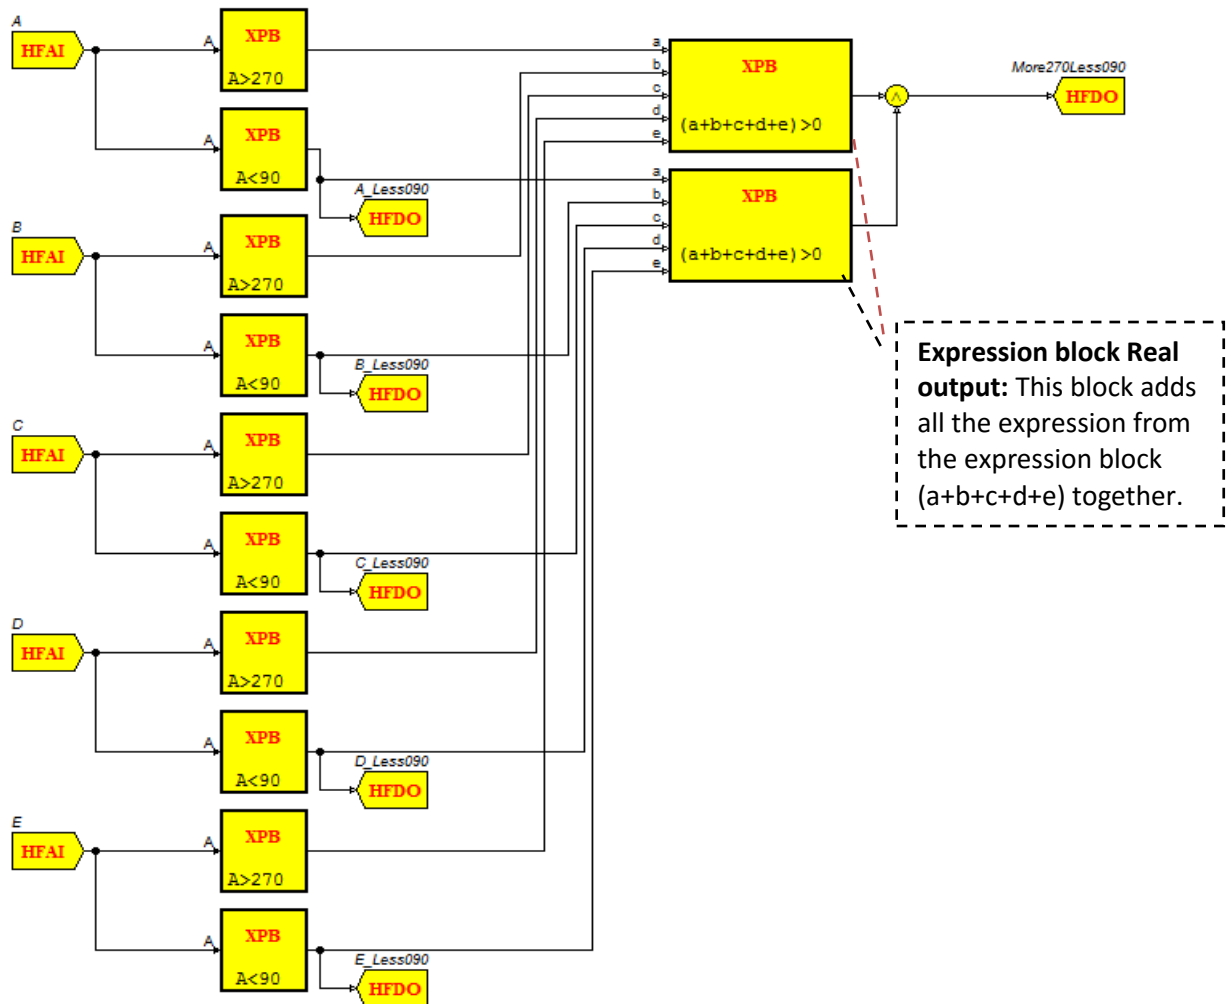 A
HFAI
A
XPB
A>270
A
XPB
A<90
A_Less090
HFDO
B
HFAI
A
XPB
A>270
A
XPB
A<90
B_Less090
HFDO
C
HFAI
A
XPB
A>270
A
XPB
A<90
C_Less090
HFDO
D
HFAI
A
XPB
A>270
A
XPB
A<90
D_Less090
HFDO
E
HFAI
A
XPB
A>270
A
XPB
A<90
E_Less090
HFDO
a
b
c
d
e
XPB
(a+b+c+d+e)>0
a
b
c
d
e
XPB
(a+b+c+d+e)>0
^
More270Less090
HFDO
Expression block Real
output: This block adds
all the expression from
the expression block
(a+b+c+d+e) together.